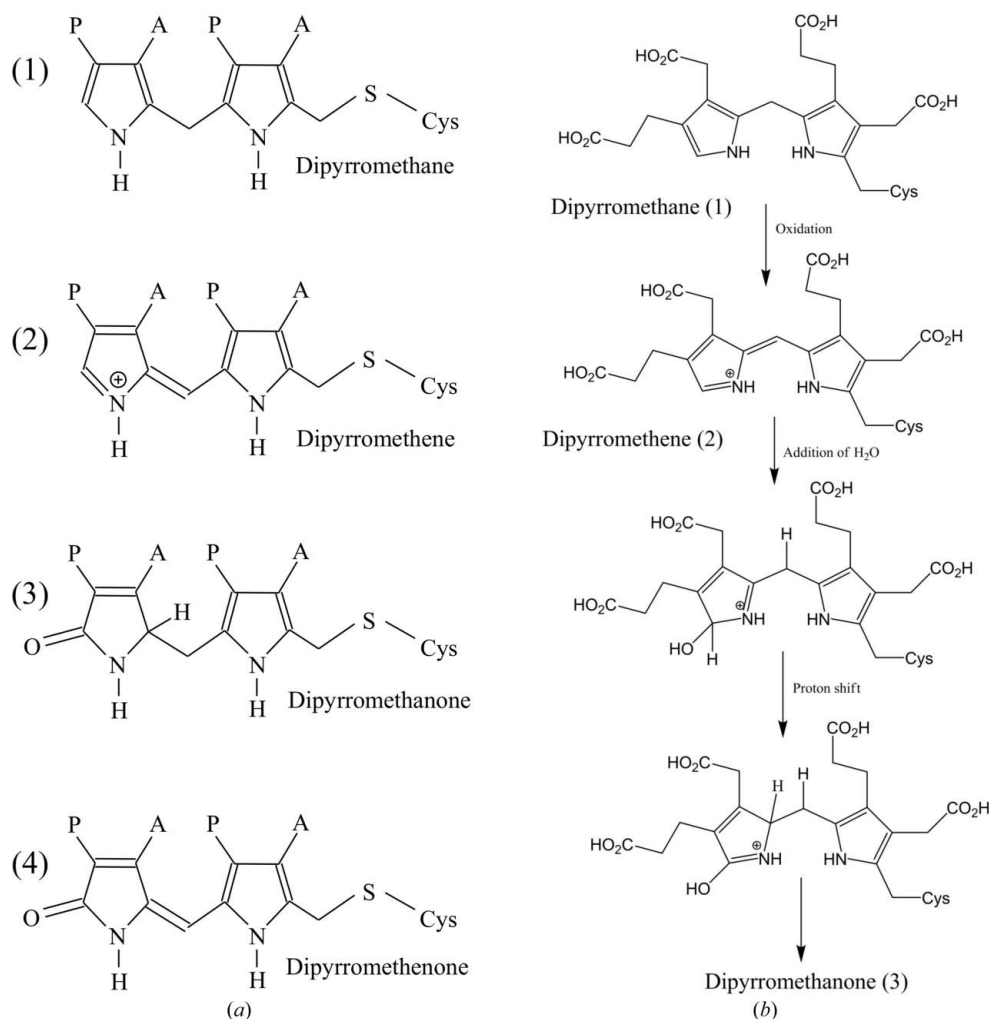 (1)
P A P A
N N
H H
S
Cys
Dipyrromethane
(2)
P A P A
⊕
N N
H H
S
Cys
Dipyrromethene
(3)
P A P A
H
O
N N
H H
S
Cys
Dipyrromethanone
(4)
P A P A
O
N N
H H
S
Cys
Dipyrromethenone
(a)
CO2H
HO2C
CO2H
HO2C
NH HN
Cys
Dipyrromethane (1)
Oxidation
CO2H
HO2C
CO2H
HO2C
⊕
NH HN
Cys
Dipyrromethene (2)
Addition of H2O
CO2H
HO2C
H
CO2H
HO2C
⊕
NH HN
HO
H
Cys
Proton shift
CO2H
HO2C
H H
CO2H
HO2C
⊕
NH HN
HO
Cys
Dipyrromethanone (3)
(b)